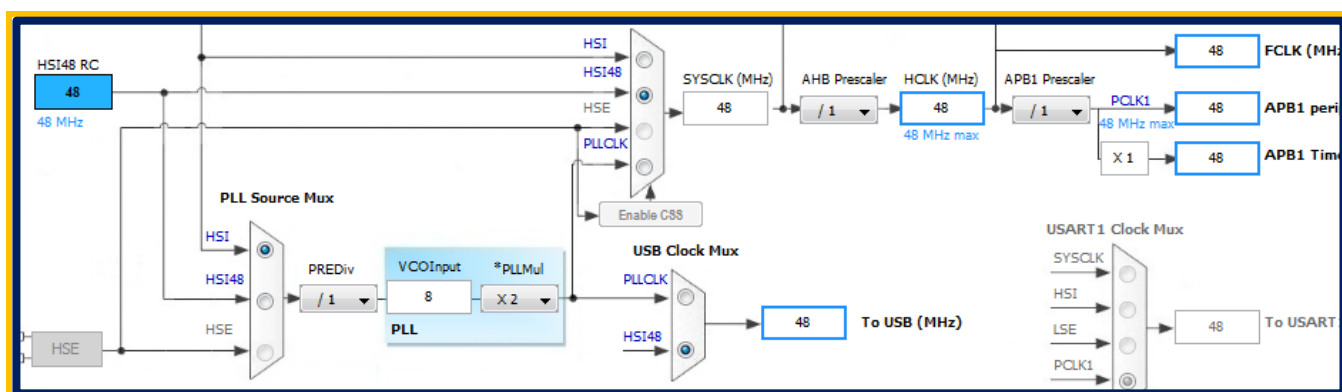 HSI48 RC
48
48 MHz
HSI
HSI48
HSE
PLLCLK
SYSCLK (MHz)
48
AHB Prescaler
/ 1
HCLK (MHz)
48
48 MHz max
APB1 Prescaler
/ 1
48
FCLK (MHz
PCLK1
48 MHz max
48
APB1 peri
X 1
48
APB1 Time
Enable CSS
PLL Source Mux
HSI
HSI48
HSE
HSE
PREDiv
/ 1
VCOInput
8
*PLLMul
X 2
PLL
USB Clock Mux
PLLCLK
HSI48
48
To USB (MHz)
USART1 Clock Mux
SYSCLK
HSI
LSE
PCLK1
48
To USART1